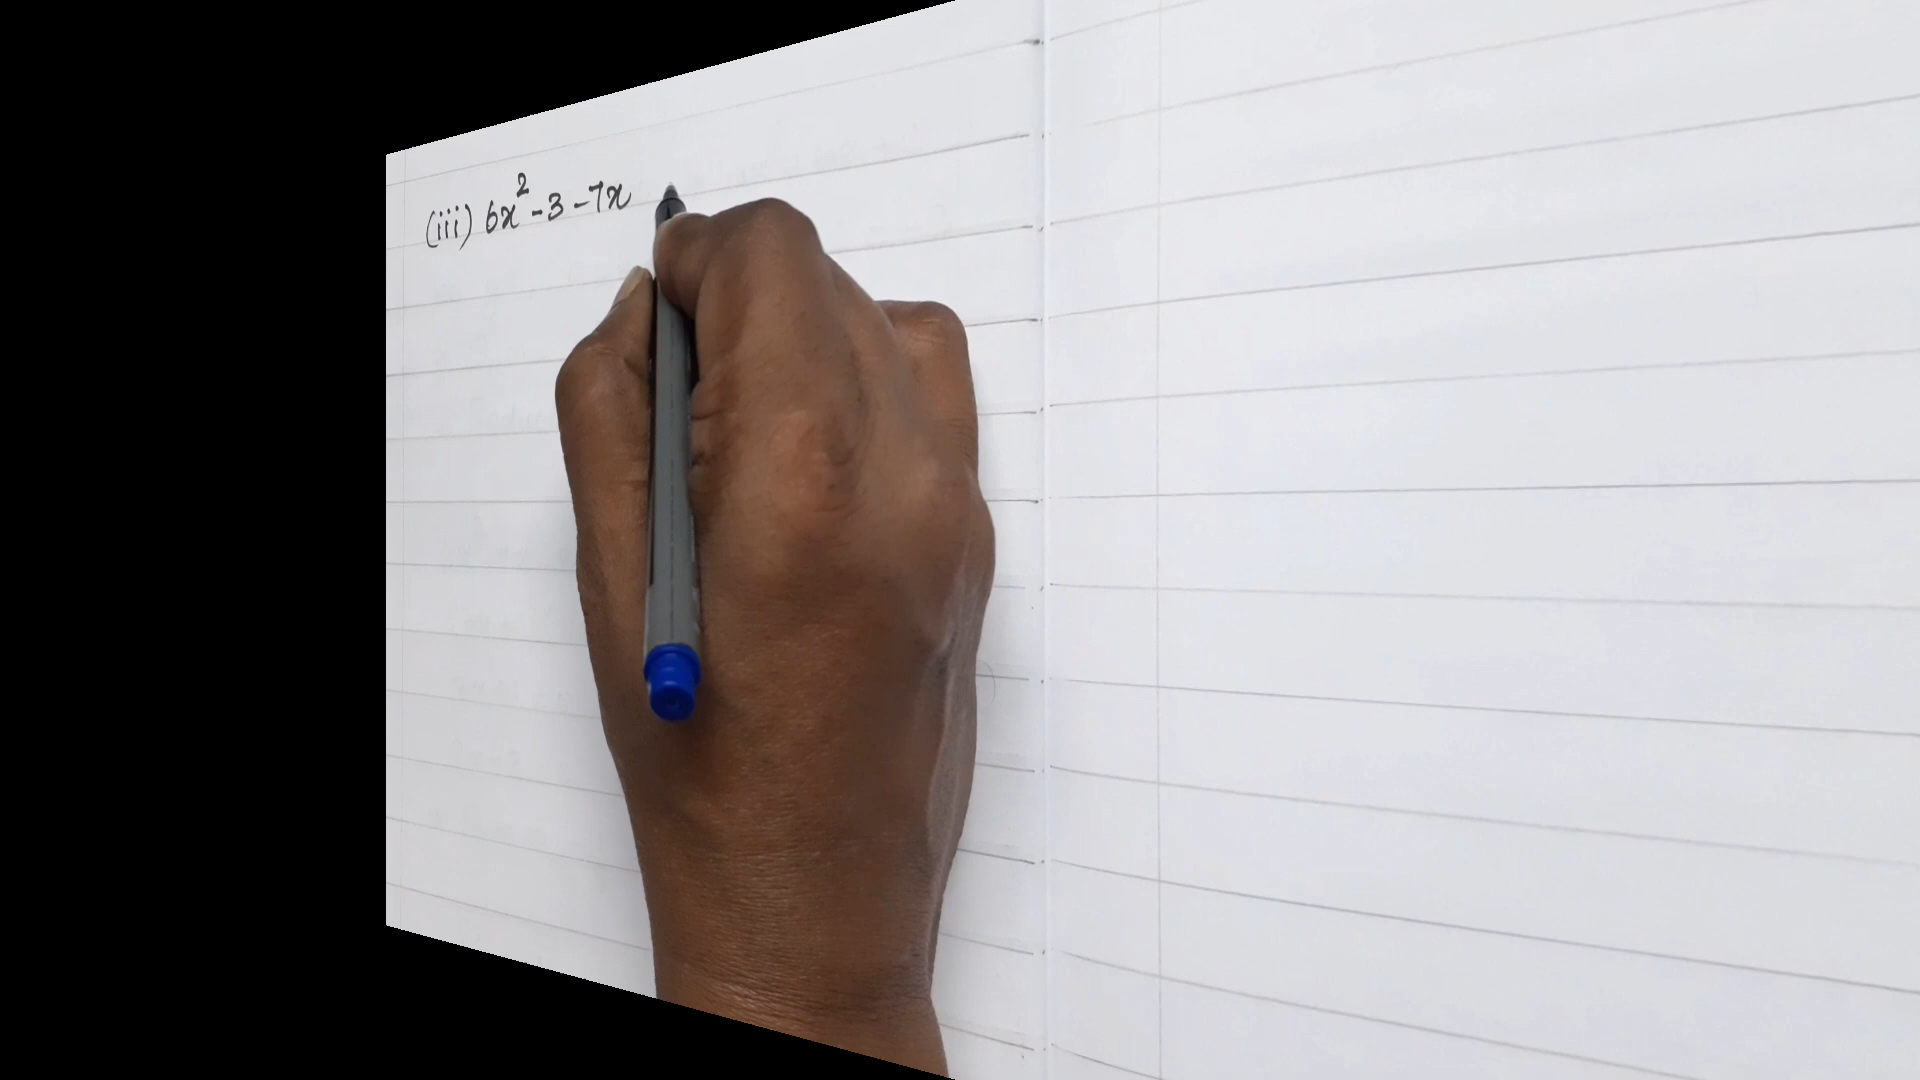 (iii) 6x² - 3 - 7x